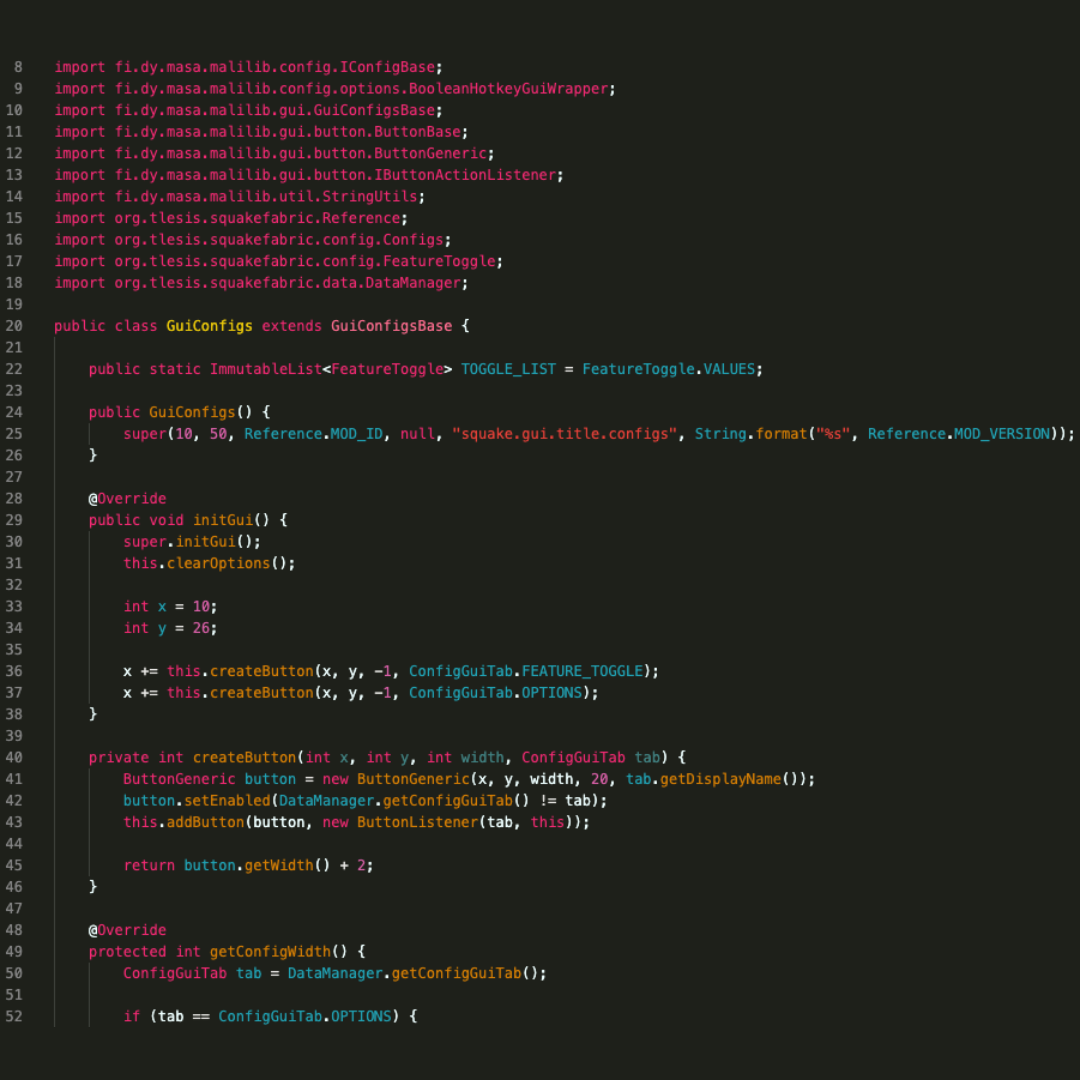 8 import fi.dy.masa.malilib.config.IConfigBase;
9 import fi.dy.masa.malilib.config.options.BooleanHotkeyGuiWrapper;
10 import fi.dy.masa.malilib.gui.GuiConfigsBase;
11 import fi.dy.masa.malilib.gui.button.ButtonBase;
12 import fi.dy.masa.malilib.gui.button.ButtonGeneric;
13 import fi.dy.masa.malilib.gui.button.IButtonActionListener;
14 import fi.dy.masa.malilib.util.StringUtils;
15 import org.tlesis.squakefabric.Reference;
16 import org.tlesis.squakefabric.config.Configs;
17 import org.tlesis.squakefabric.config.FeatureToggle;
18 import org.tlesis.squakefabric.data.DataManager;
19
20 public class GuiConfigs extends GuiConfigsBase {
21
22     public static ImmutableList<FeatureToggle> TOGGLE_LIST = FeatureToggle.VALUES;
23
24     public GuiConfigs() {
25         super(10, 50, Reference.MOD_ID, null, "squake.gui.title.configs", String.format("%s", Reference.MOD_VERSION));
26     }
27
28     @Override
29     public void initGui() {
30         super.initGui();
31         this.clearOptions();
32
33         int x = 10;
34         int y = 26;
35
36         x += this.createButton(x, y, -1, ConfigGuiTab.FEATURE_TOGGLE);
37         x += this.createButton(x, y, -1, ConfigGuiTab.OPTIONS);
38     }
39
40     private int createButton(int x, int y, int width, ConfigGuiTab tab) {
41         ButtonGeneric button = new ButtonGeneric(x, y, width, 20, tab.getDisplayName());
42         button.setEnabled(DataManager.getConfigGuiTab() != tab);
43         this.addButton(button, new ButtonListener(tab, this));
44
45         return button.getWidth() + 2;
46     }
47
48     @Override
49     protected int getConfigWidth() {
50         ConfigGuiTab tab = DataManager.getConfigGuiTab();
51
52         if (tab == ConfigGuiTab.OPTIONS) {